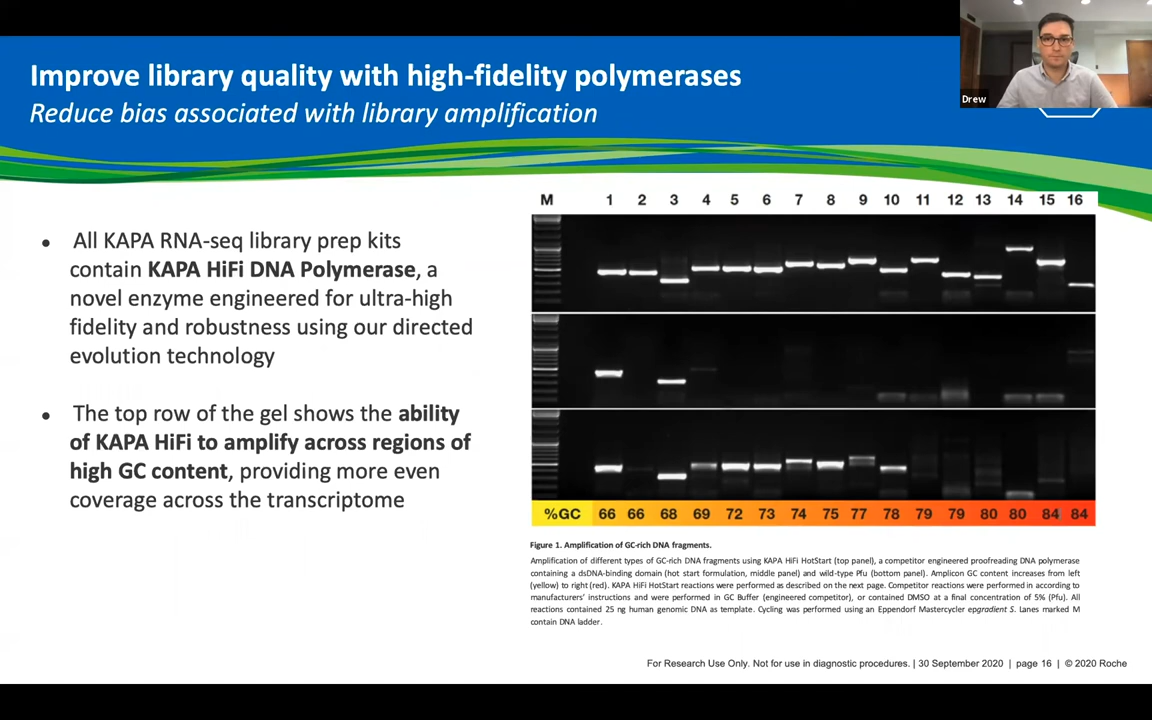 Improve library quality with high-fidelity polymerases
Reduce bias associated with library amplification
Drew
• All KAPA RNA-seq library prep kits
contain KAPA HiFi DNA Polymerase, a
novel enzyme engineered for ultra-high
fidelity and robustness using our directed
evolution technology
• The top row of the gel shows the ability
of KAPA HiFi to amplify across regions of
high GC content, providing more even
coverage across the transcriptome
M 1 2 3 4 5 6 7 8 9 10 11 12 13 14 15 16
%GC 66 66 68 69 72 73 74 75 77 78 79 79 80 80 84 84
Figure 1. Amplification of GC-rich DNA fragments.
Amplification of different types of GC-rich DNA fragments using KAPA HiFi HotStart (top panel), a competitor engineered proofreading DNA polymerase
containing a dsDNA-binding domain (hot start formulation, middle panel) and wild-type Pfu (bottom panel). Amplicon GC content increases from left
(yellow) to right (red). KAPA HiFi HotStart reactions were performed as described on the next page. Competitor reactions were performed in according to
manufacturers' instructions and were performed in GC Buffer (engineered competitor), or contained DMSO at a final concentration of 5% (Pfu). All
reactions contained 25 ng human genomic DNA as template. Cycling was performed using an Eppendorf Mastercycler epgradient S. Lanes marked M
contain DNA ladder.
For Research Use Only. Not for use in diagnostic procedures. | 30 September 2020 | page 16 | © 2020 Roche